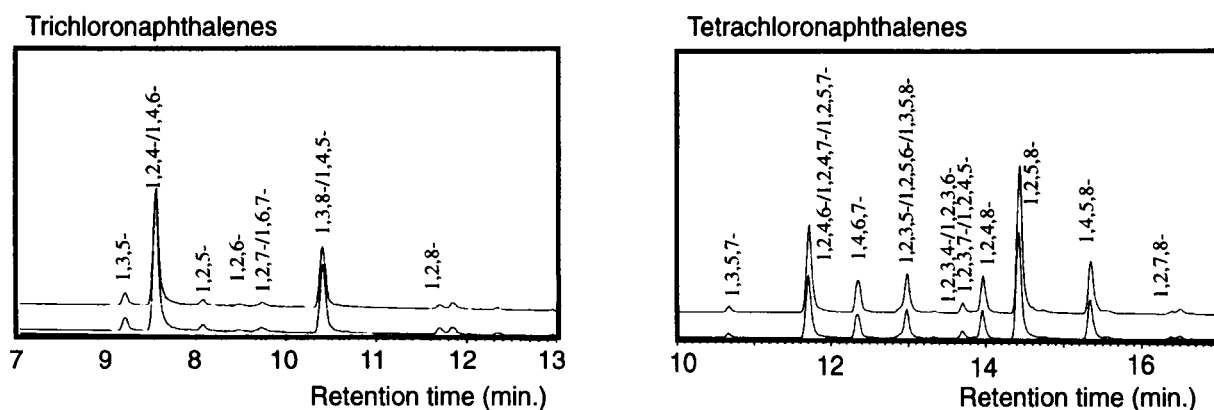 Trichloronaphthalenes
1,3,5-
1,2,4-/1,4,6-
1,2,5-
1,2,6-
1,2,7-/1,6,7-
1,3,8-/1,4,5-
1,2,8-
7 9 8 10 11 12 13
Retention time (min.)
Tetrachloronaphthalenes
1,3,5,7-
1,2,4,6-/1,2,4,7-/1,2,5,7-
1,4,6,7-
1,2,3,5-/1,2,5,6-/1,3,5,8-
1,2,3,4-/1,2,3,6-
1,2,3,7-/1,2,4,5-
1,2,4,8-
1,2,5,8-
1,4,5,8-
1,2,7,8-
10 12 14 16
Retention time (min.)